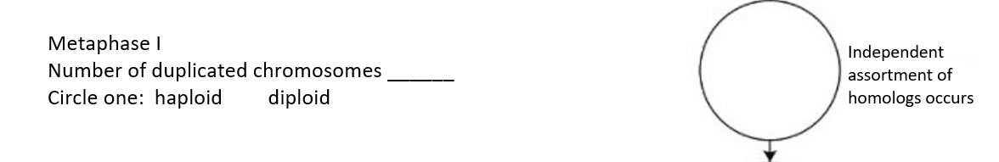 Metaphase I
Number of duplicated chromosomes ______
Circle one: haploid diploid
Independent
assortment of
homologs occurs